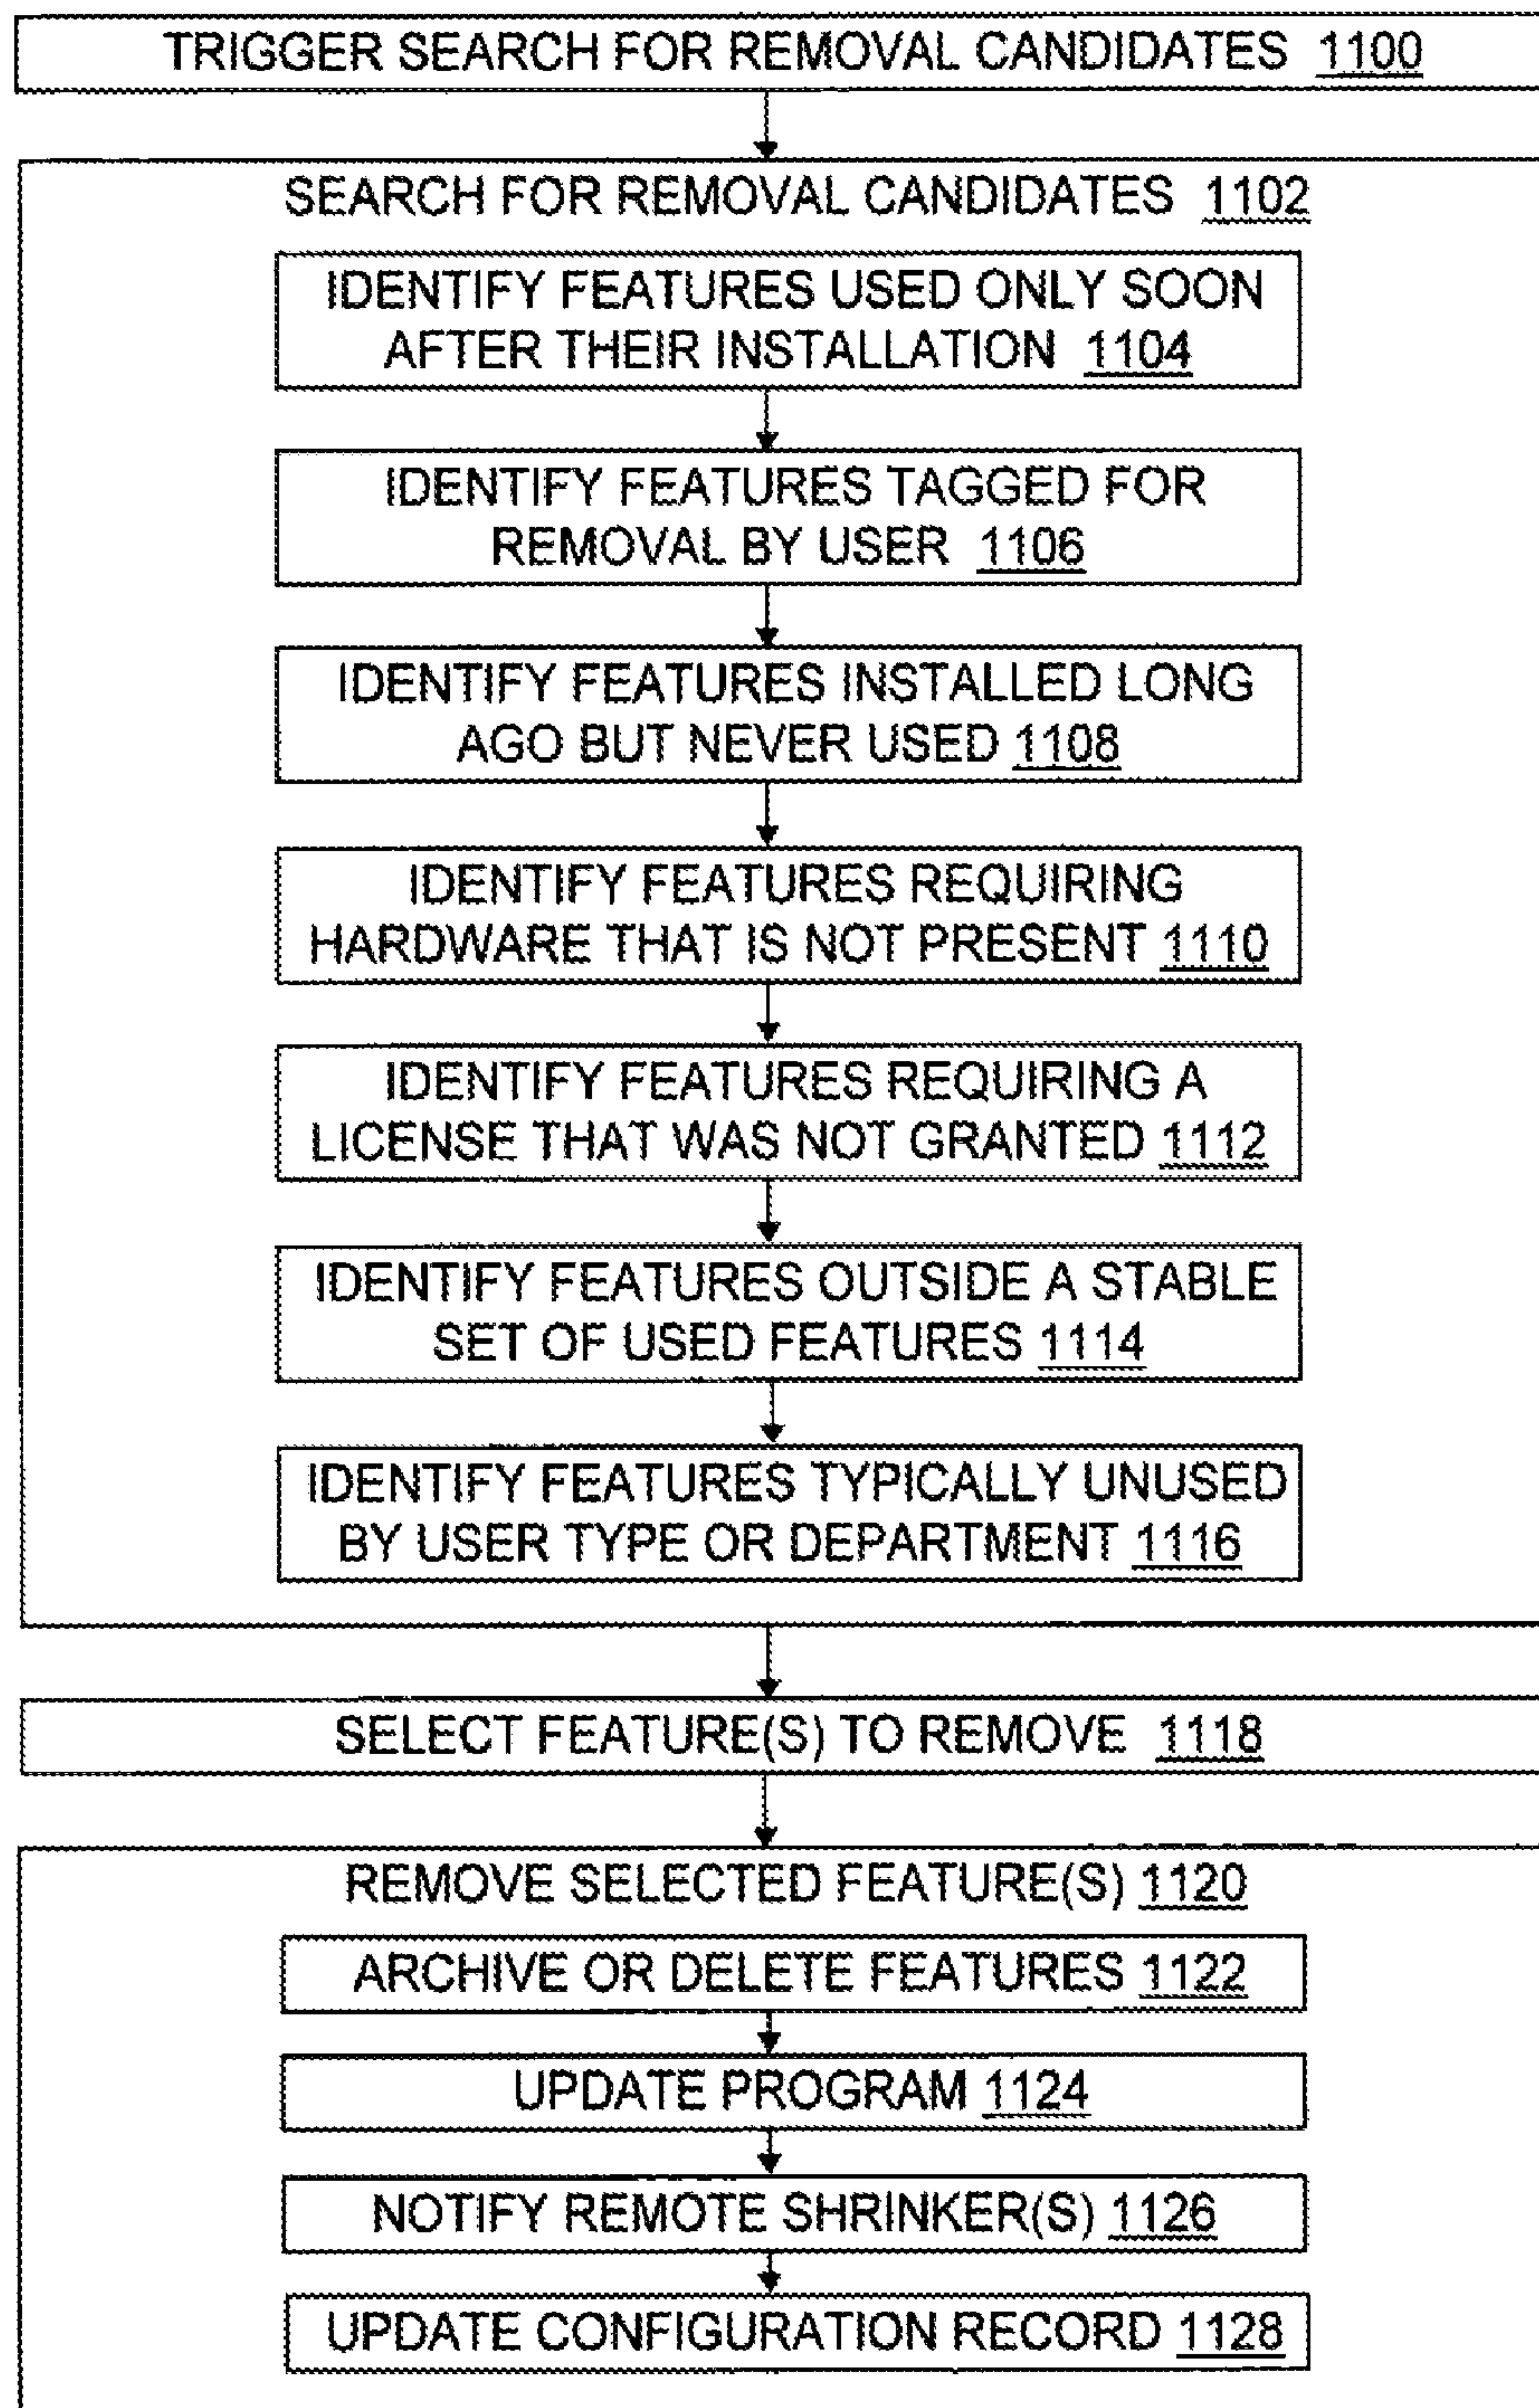 TRIGGER SEARCH FOR REMOVAL CANDIDATES 1100
SEARCH FOR REMOVAL CANDIDATES 1102
IDENTIFY FEATURES USED ONLY SOON
AFTER THEIR INSTALLATION 1104
IDENTIFY FEATURES TAGGED FOR
REMOVAL BY USER 1106
IDENTIFY FEATURES INSTALLED LONG
AGO BUT NEVER USED 1108
IDENTIFY FEATURES REQUIRING
HARDWARE THAT IS NOT PRESENT 1110
IDENTIFY FEATURES REQUIRING A
LICENSE THAT WAS NOT GRANTED 1112
IDENTIFY FEATURES OUTSIDE A STABLE
SET OF USED FEATURES 1114
IDENTIFY FEATURES TYPICALLY UNUSED
BY USER TYPE OR DEPARTMENT 1116
SELECT FEATURE(S) TO REMOVE 1118
REMOVE SELECTED FEATURE(S) 1120
ARCHIVE OR DELETE FEATURES 1122
UPDATE PROGRAM 1124
NOTIFY REMOTE SHRINKER(S) 1126
UPDATE CONFIGURATION RECORD 1128